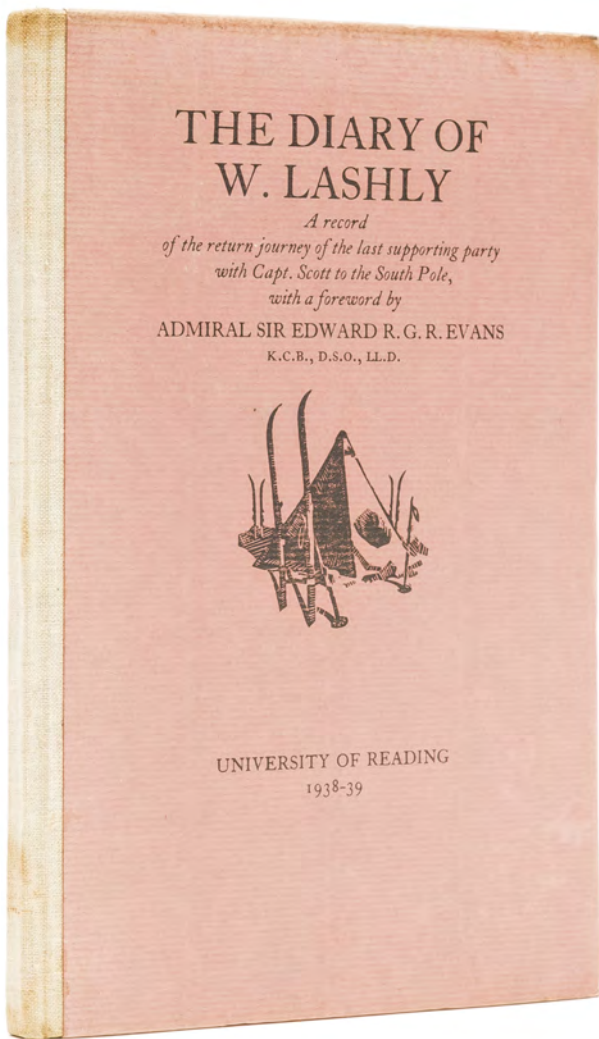 THE DIARY OF
W. LASHLY
A record
of the return journey of the last supporting party
with Capt. Scott to the South Pole,
with a foreword by
ADMIRAL SIR EDWARD R. G. R. EVANS
K.C.B., D.S.O., LL.D.
UNIVERSITY OF READING
1938-39